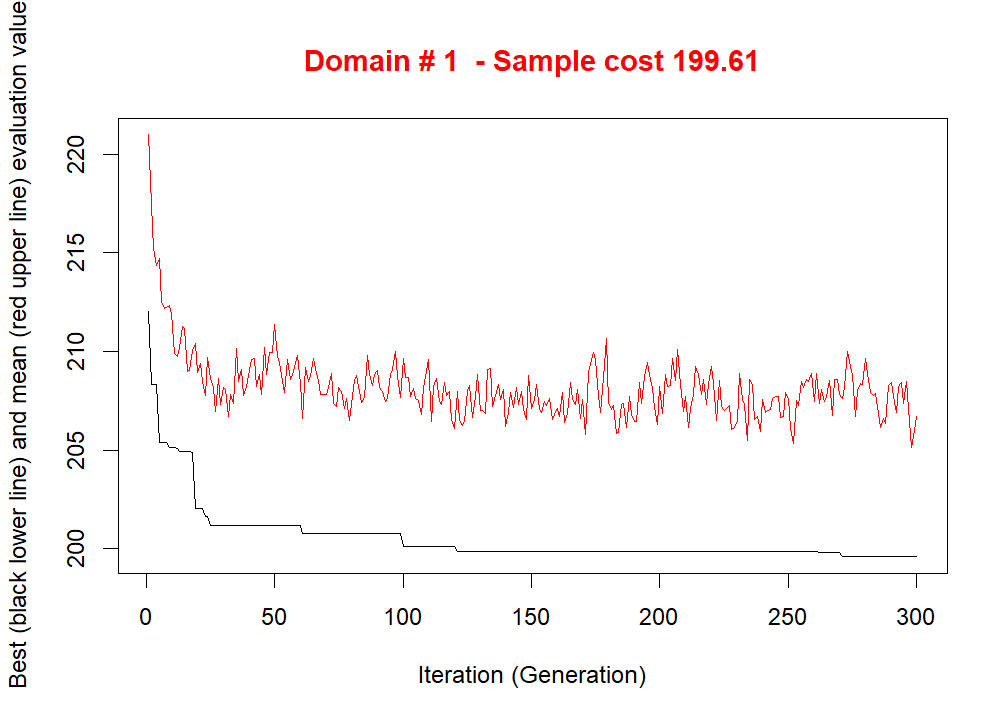 Domain # 1  - Sample cost 199.61
Best (black lower line) and mean (red upper line) evaluation value
220
215
210
205
200
0 50 100 150 200 250 300
Iteration (Generation)